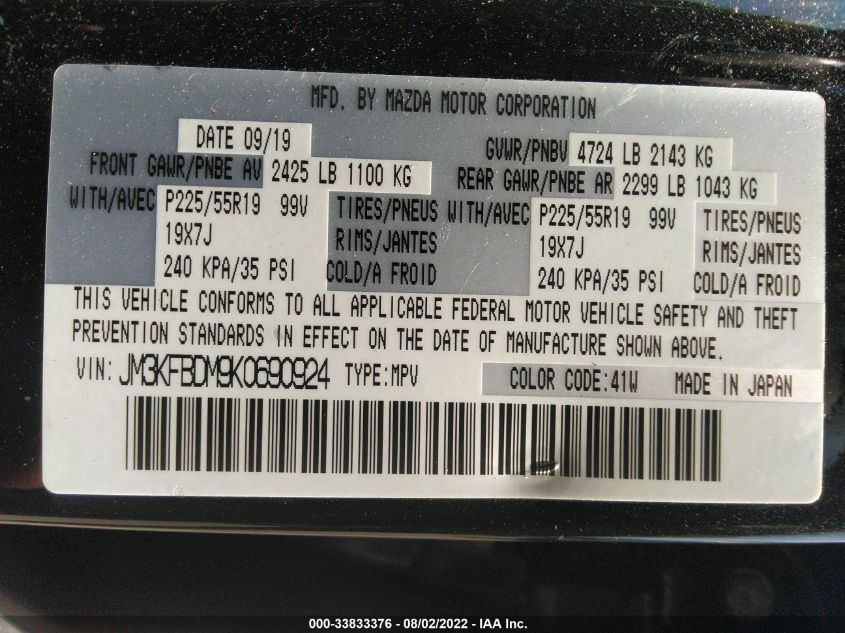 MFD. BY MAZDA MOTOR CORPORATION
DATE 09/19
GVWR/PNBV 4724 LB 2143 KG
FRONT GAWR/PNBE AV 2425 LB 1100 KG
REAR GAWR/PNBE AR 2299 LB 1043 KG
WITH/AVEC P225/55R19 99V TIRES/PNEUS WITH/AVEC P225/55R19 99V TIRES/PNEUS
19X7J RIMS/JANTES 19X7J RIMS/JANTES
240 KPA/35 PSI COLD/A FROID 240 KPA/35 PSI COLD/A FROID
THIS VEHICLE CONFORMS TO ALL APPLICABLE FEDERAL MOTOR VEHICLE SAFETY AND THEFT
PREVENTION STANDARDS IN EFFECT ON THE DATE OF MANUFACTURE SHOWN ABOVE.
VIN: JM3KFBDM9K0690924 TYPE:MPV COLOR CODE:41W MADE IN JAPAN
000-33833376 - 08/02/2022 - IAA Inc.